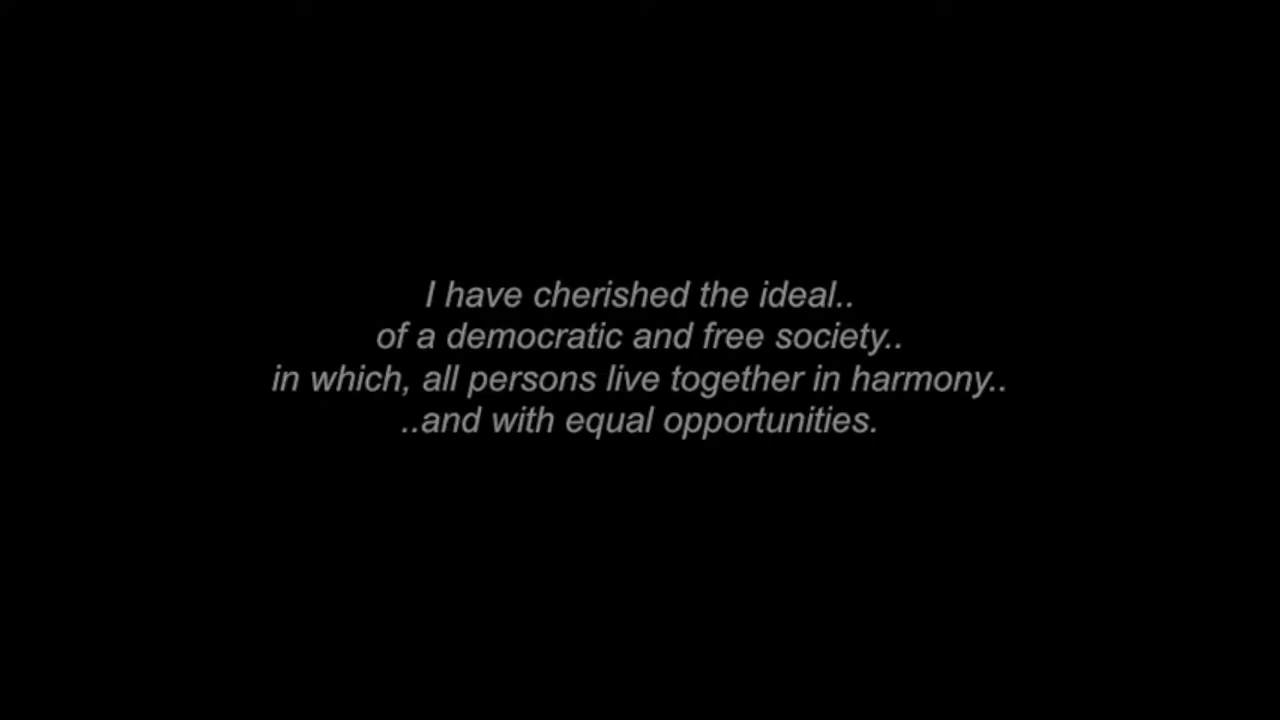 I have cherished the ideal..
of a democratic and free society..
in which, all persons live together in harmony..
..and with equal opportunities.